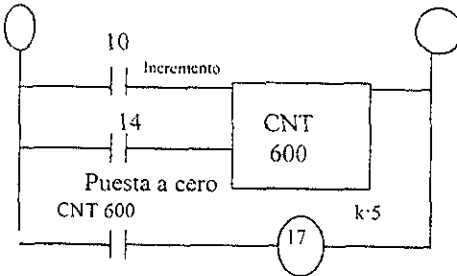 10
Incremento
14
CNT
600
Puesta a cero
CNT 600
k·5
17